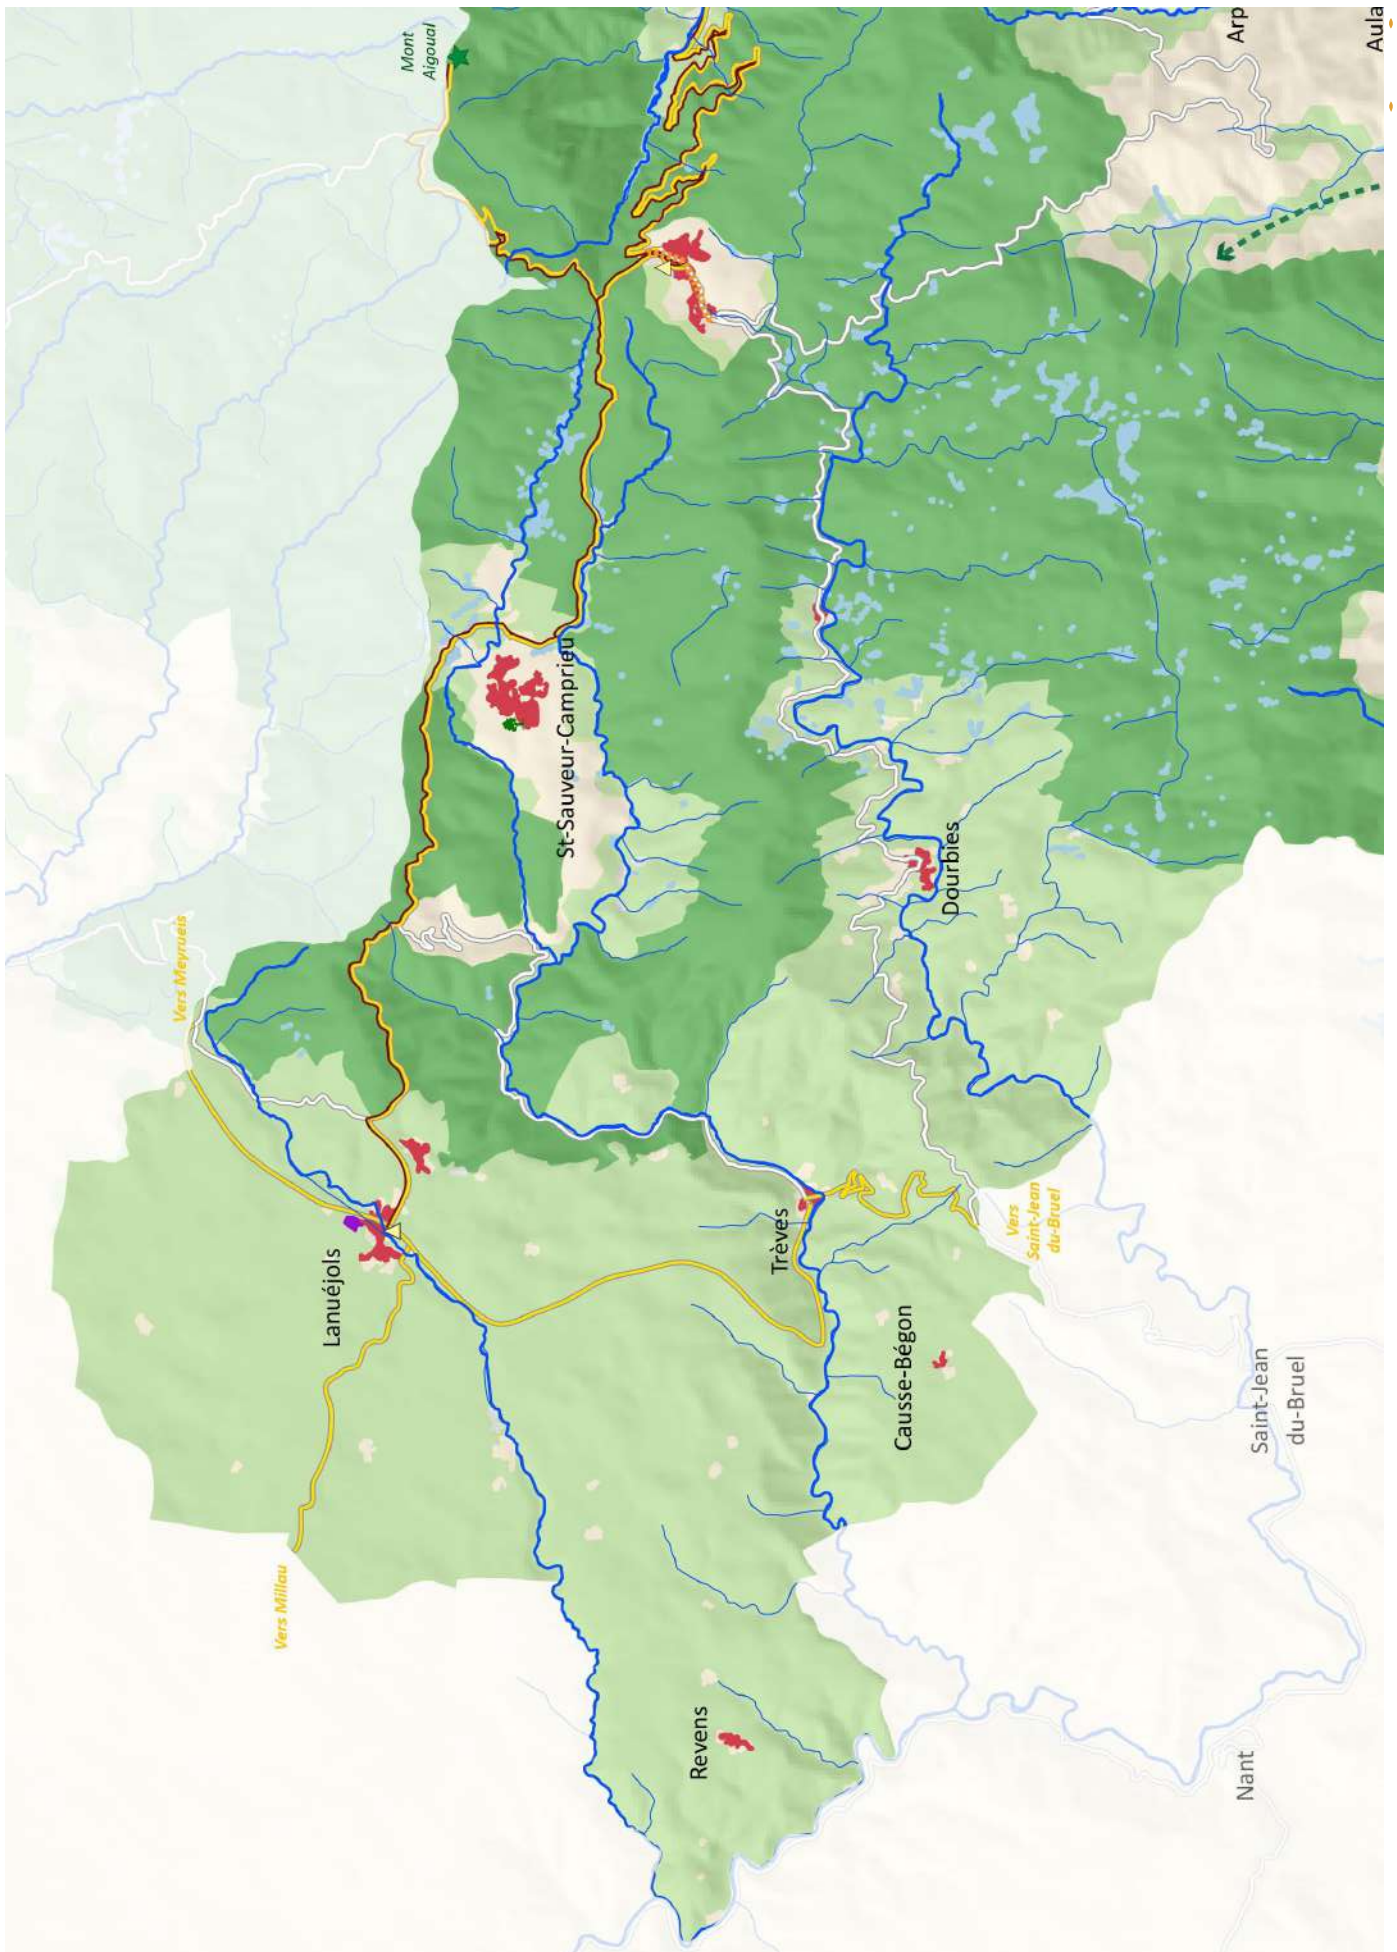 Mont
Aigoual
Arp
Aula
Vers Meyrueis
St-Sauveur-Camprieu
Dourbies
Lanuéjols
Trèves
Vers
Saint-Jean
du-Bruel
Causse-Bégon
Saint-Jean
du-Bruel
Vers Millau
Revens
Nant